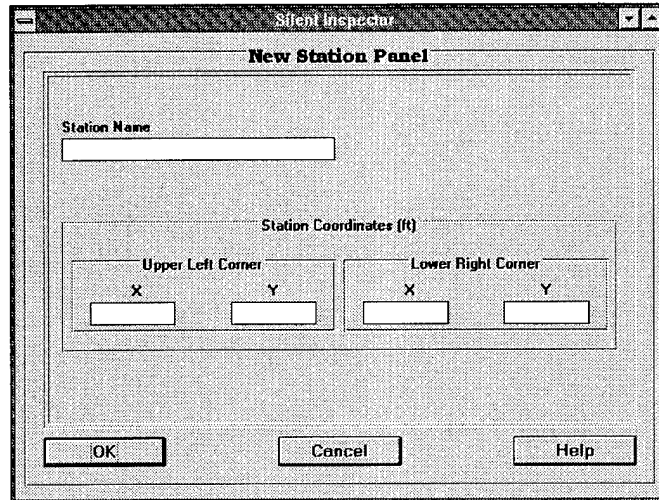 Silent Inspector
New Station Panel
Station Name
Station Coordinates (ft)
Upper Left Corner
Lower Right Corner
X Y X Y
OK Cancel Help